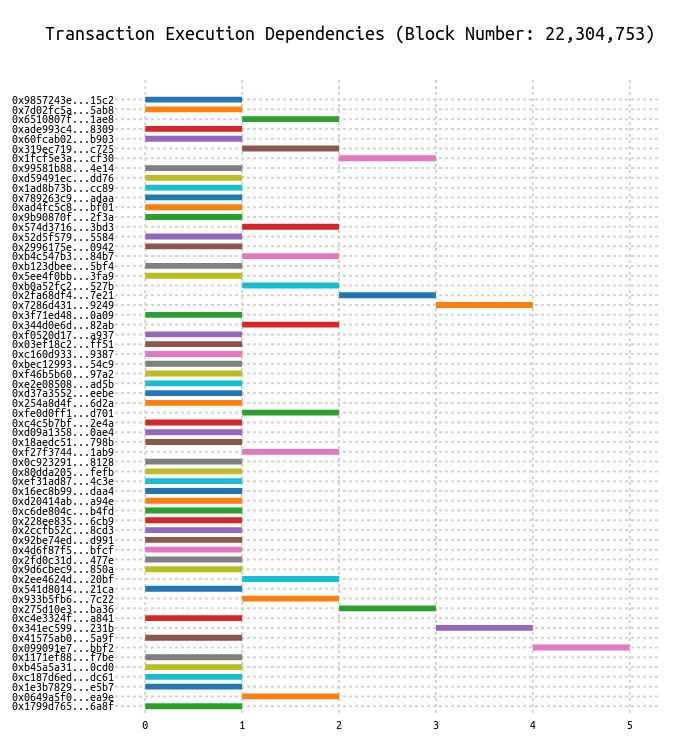 Transaction Execution Dependencies (Block Number: 22,304,753)
0x9857243e...15c2
0x7d02fc5a...5ab8
0x6510807f...1ae8
0xade993c4...8309
0x60fcab02...b903
0x319ec719...c725
0x1fcf5e3a...cf30
0x99581b88...4e14
0xd59491ec...dd76
0x1ad8b73b...cc89
0x789263c9...adaa
0xad4fc5c8...bf01
0x9b90870f...2f3a
0x574d3716...3bd3
0x52d5f579...5584
0x2996175e...0942
0xb4c547b3...84b7
0xb123dbee...5bf4
0x5ee4f0bb...3fa9
0xb0a52fc2...527b
0x2fa68df4...7e21
0x7286d431...9249
0x3f71ed48...0a09
0x344d0e6d...82ab
0xf0520d17...a937
0x03ef18c2...ff51
0xc160d933...9387
0xbec12993...54c9
0xf46b5b60...97a2
0xe2e08508...ad5b
0xd37a3552...eebe
0x254a8d4f...6d2a
0xfe0d0ff1...d701
0xc4c5b7bf...2e4a
0xd09a1358...0ae4
0x18aedc51...798b
0xf27f3744...1ab9
0x0c923291...8128
0x80dda205...fefb
0xef31ad87...4c3e
0x16ec8b99...daa4
0xd20414ab...a94e
0xc6de804c...b4fd
0x228ee835...6cb9
0x2ccfb52c...8cd3
0x92be74ed...d991
0x4d6f87f5...bfcf
0x2fd0c31d...477e
0x9d6cbec9...850a
0x2ee4624d...20bf
0x541d8014...21ca
0x933b5fb6...7c22
0x275d10e3...ba36
0xc4e3324f...a841
0x341ec599...231b
0x41575ab0...5a9f
0x099091e7...bbf2
0x1171ef88...f7be
0xb45a5a31...0cd0
0xc187d6ed...dc61
0x1e3b7829...e5b7
0x0649a5f0...ea9e
0x1799d765...6a8f
0 1 2 3 4 5